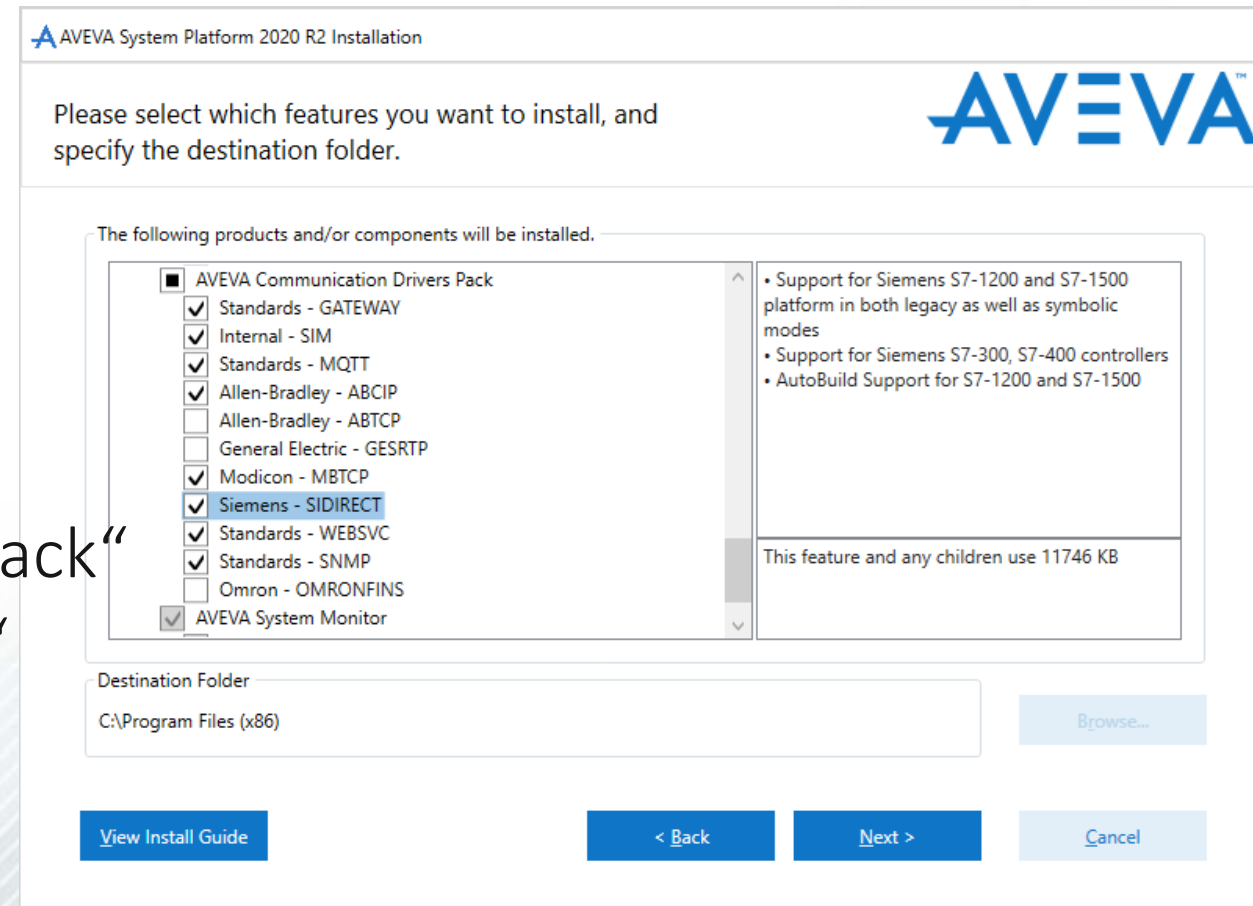 AVEVA System Platform 2020 R2 Installation
Please select which features you want to install, and
specify the destination folder.
AVEVA™
The following products and/or components will be installed.
AVEVA Communication Drivers Pack
Standards - GATEWAY
Internal - SIM
Standards - MQTT
Allen-Bradley - ABCIP
Allen-Bradley - ABTCP
General Electric - GESRTP
Modicon - MBTCP
Siemens - SIDIRECT
Standards - WEBSVC
Standards - SNMP
Omron - OMRONFINS
AVEVA System Monitor
• Support for Siemens S7-1200 and S7-1500
platform in both legacy as well as symbolic
modes
• Support for Siemens S7-300, S7-400 controllers
• AutoBuild Support for S7-1200 and S7-1500
This feature and any children use 11746 KB
ack“
Destination Folder
C:\Program Files (x86)
Browse...
View Install Guide
< Back
Next >
Cancel